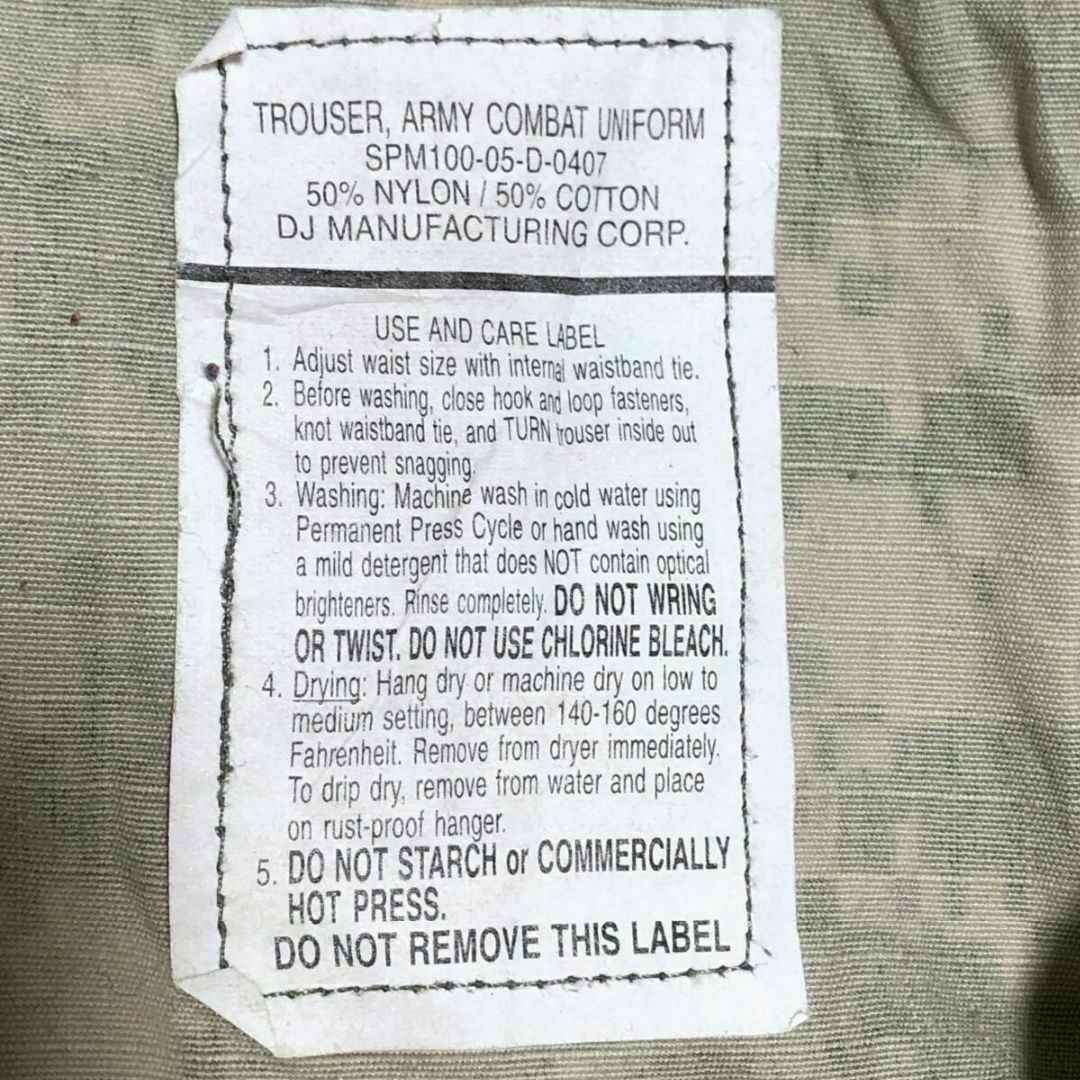 TROUSER, ARMY COMBAT UNIFORM
SPM100-05-D-0407
50% NYLON / 50% COTTON
DJ MANUFACTURING CORP.
USE AND CARE LABEL
1. Adjust waist size with internal waistband tie.
2. Before washing, close hook and loop fasteners,
knot waistband tie, and TURN trouser inside out
to prevent snagging.
3. Washing: Machine wash in cold water using
Permanent Press Cycle or hand wash using
a mild detergent that does NOT contain optical
brighteners. Rinse completely. DO NOT WRING
OR TWIST. DO NOT USE CHLORINE BLEACH.
4. Drying: Hang dry or machine dry on low to
medium setting, between 140-160 degrees
Fahrenheit. Remove from dryer immediately.
To drip dry, remove from water and place
on rust-proof hanger.
5. DO NOT STARCH or COMMERCIALLY
HOT PRESS.
DO NOT REMOVE THIS LABEL